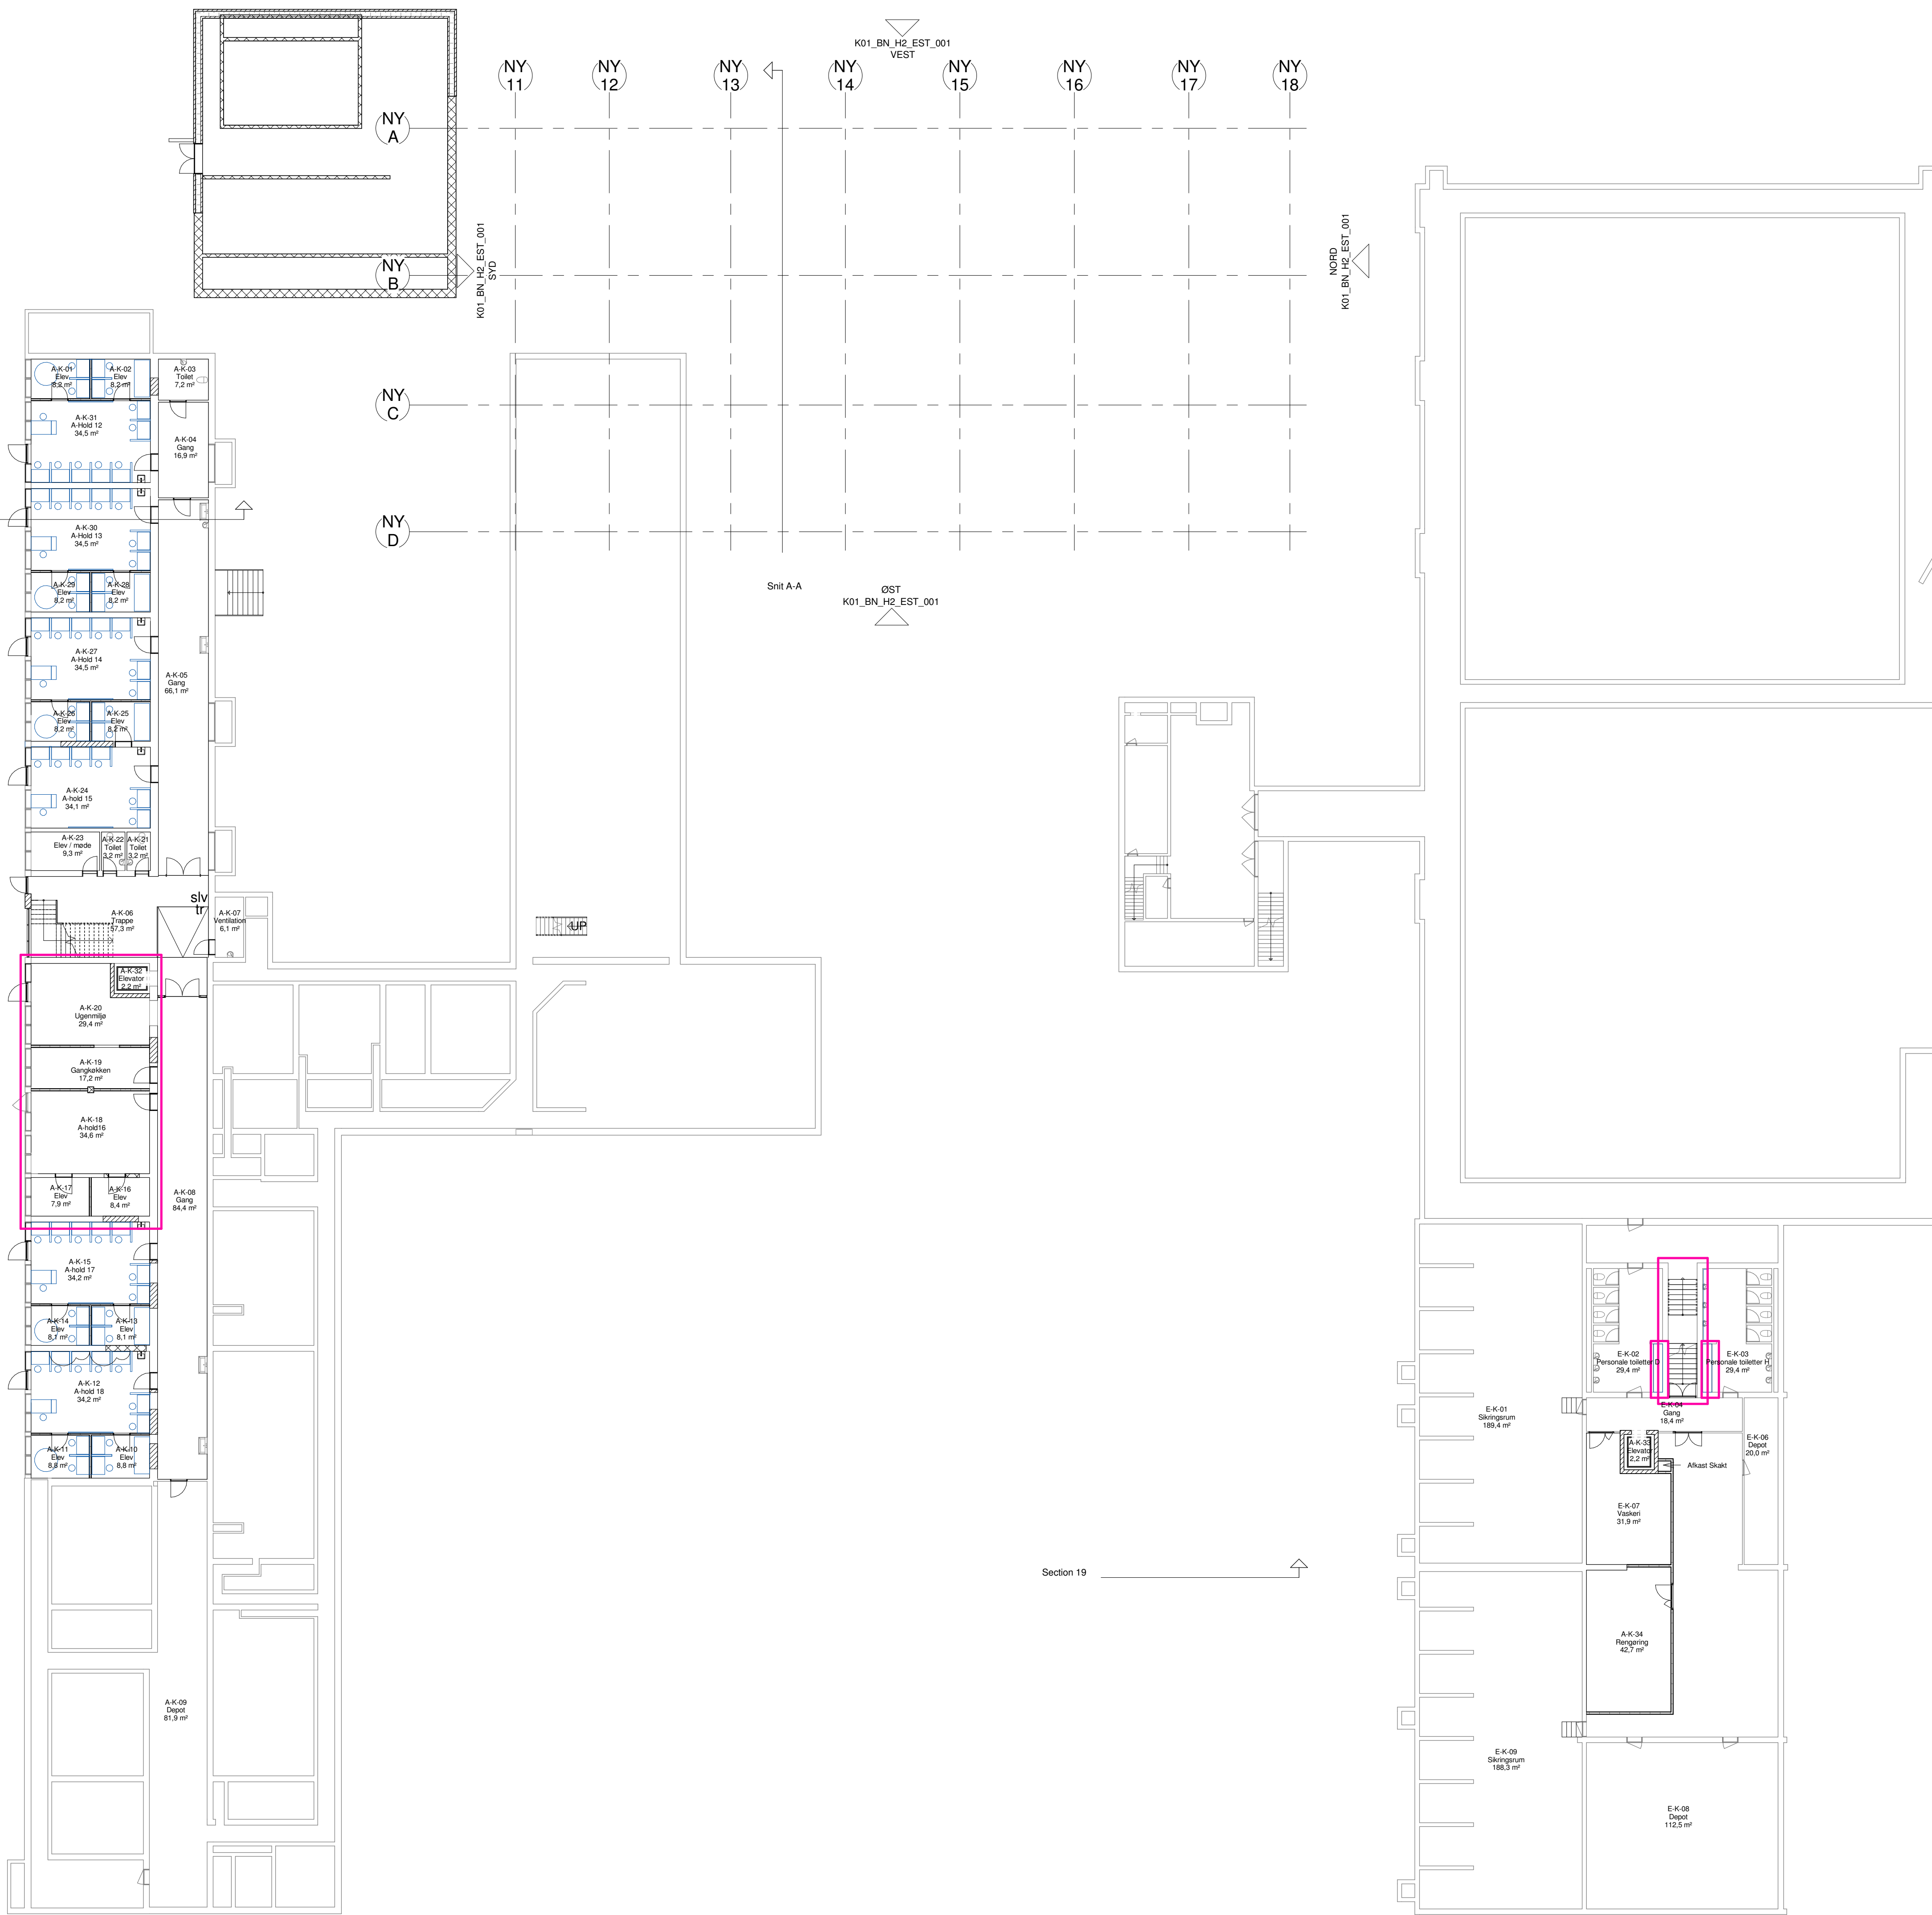 K01_BN_H2_EST_001
VEST
NY
11
NY
12
NY
13
NY
14
NY
15
NY
16
NY
17
NY
18
NY
A
NY
B
NY
C
NY
D
K01_BN_H2_EST_001
SYD
NORD
K01_BN_H2_EST_001
Snit A-A
ØST
K01_BN_H2_EST_001
A-K-01
Elev
8,2 m²
A-K-02
Elev
8,2 m²
A-K-03
Toilet
7,2 m²
A-K-31
A-Hold 12
34,5 m²
A-K-04
Gang
16,9 m²
A-K-30
A-Hold 13
34,5 m²
A-K-29
Elev
8,2 m²
A-K-28
Elev
8,2 m²
A-K-27
A-Hold 14
34,5 m²
A-K-05
Gang
66,1 m²
A-K-26
Elev
8,2 m²
A-K-25
Elev
8,2 m²
A-K-24
A-hold 15
34,1 m²
A-K-23
Elev / møde
9,3 m²
A-K-22
Toilet
3,2 m²
A-K-21
Toilet
3,2 m²
slv
tr
A-K-06
Trappe
57,3 m²
A-K-07
Ventilation
6,1 m²
UP
A-K-32
Elevator
2,2 m²
A-K-20
Ugenmiljø
29,4 m²
A-K-19
Gangkøkken
17,2 m²
A-K-18
A-hold16
34,6 m²
A-K-17
Elev
7,9 m²
A-K-16
Elev
8,4 m²
A-K-08
Gang
84,4 m²
A-K-15
A-hold 17
34,2 m²
A-K-14
Elev
8,1 m²
A-K-13
Elev
8,1 m²
A-K-12
A-hold 18
34,2 m²
A-K-11
Elev
8,8 m²
A-K-10
Elev
8,8 m²
A-K-09
Depot
81,9 m²
Section 19
E-K-02
Personale toiletter D
29,4 m²
E-K-03
Personale toiletter H
29,4 m²
E-K-01
Sikringsrum
189,4 m²
E-K-04
Gang
18,4 m²
E-K-06
Depot
20,0 m²
A-K-33
Elevator
2,2 m²
Afkast Skakt
E-K-07
Vaskeri
31,9 m²
A-K-34
Rengøring
42,7 m²
E-K-09
Sikringsrum
188,3 m²
E-K-08
Depot
112,5 m²